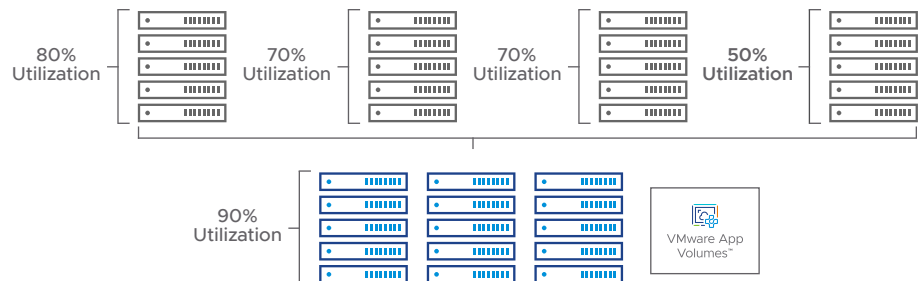 80%
Utilization
70%
Utilization
70%
Utilization
50%
Utilization
90%
Utilization
VMware App
Volumes™